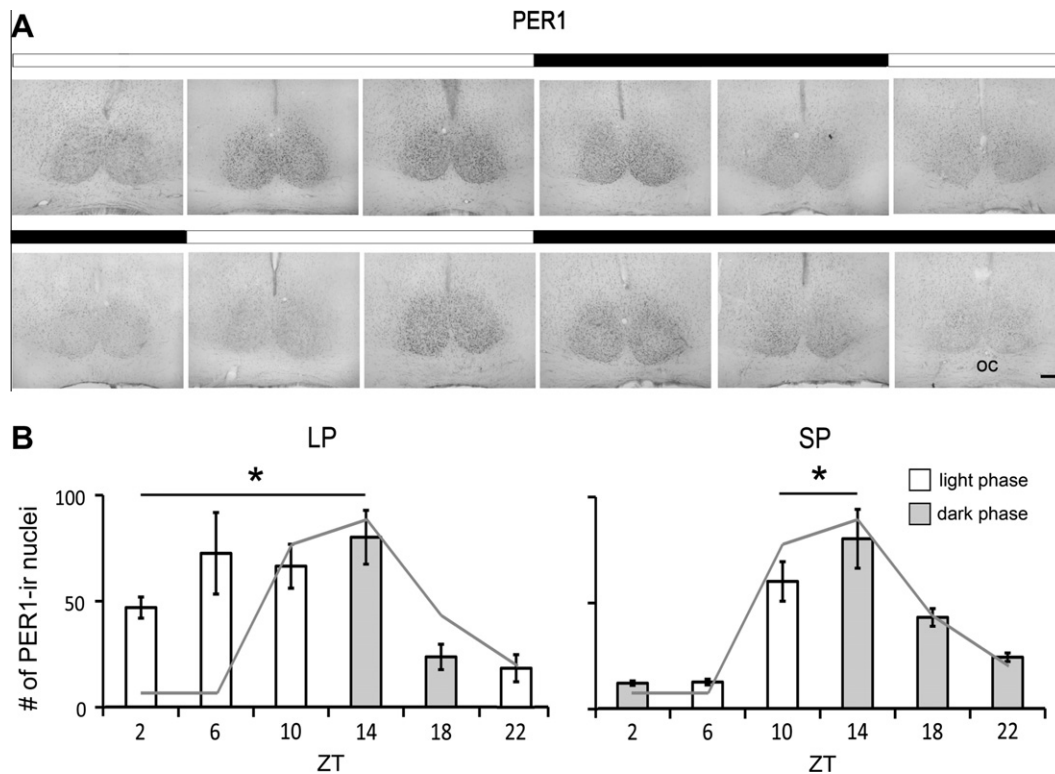 A
PER1
oc
B
LP
SP
*
*
light phase
dark phase
# of PER1-ir nuclei
100
50
0
2 6 10 14 18 22
2 6 10 14 18 22
ZT
ZT